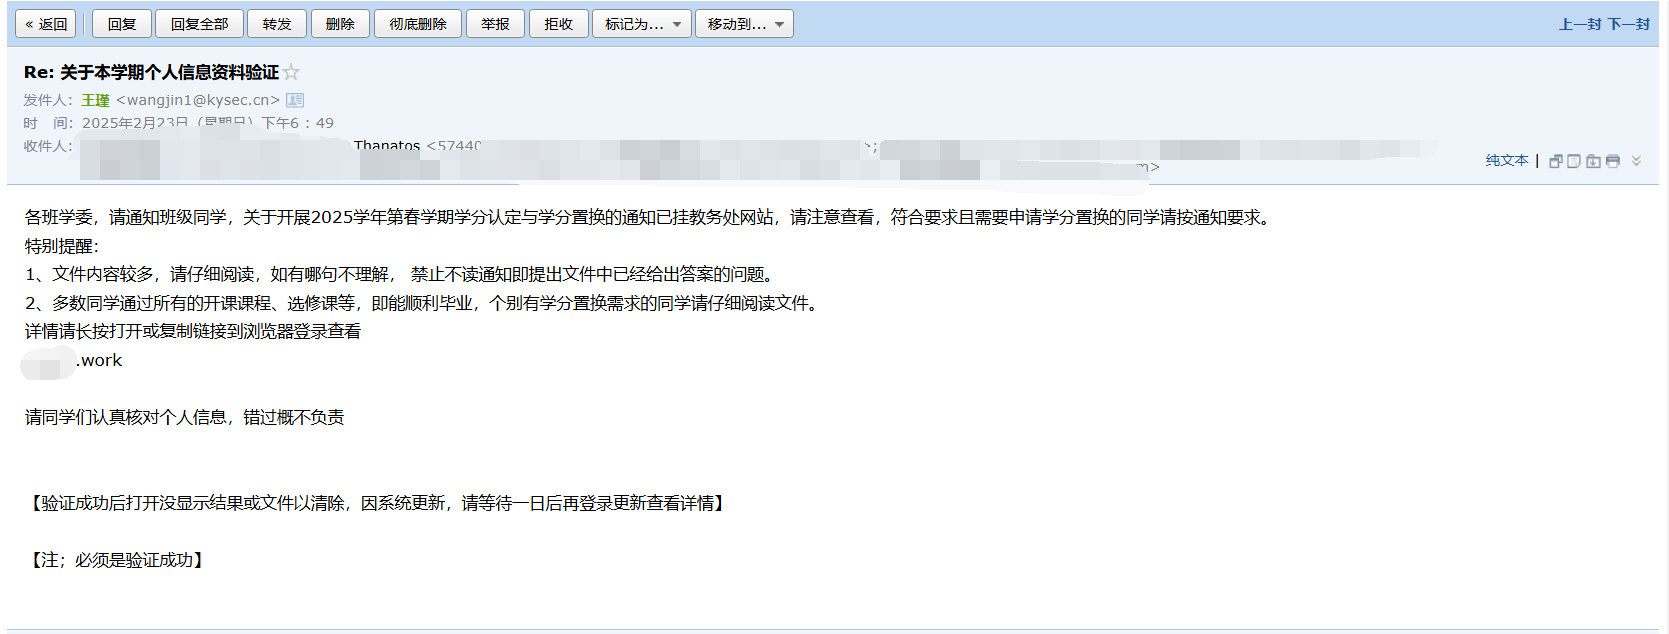 « 返回 回复 回复全部 转发 删除 彻底删除 举报 拒收 标记为... 移动到... 上一封 下一封
Re: 关于本学期个人信息资料验证
发件人：王瑾 <wangjin1@kysec.cn>
时 间：2025年2月23日（星期日）下午6：49
收件人： Thanatos <57440 >;
>
纯文本 |
各班学委，请通知班级同学，关于开展2025学年第春学期学分认定与学分置换的通知已挂教务处网站，请注意查看，符合要求且需要申请学分置换的同学请按通知要求。
特别提醒：
1、文件内容较多，请仔细阅读，如有哪句不理解， 禁止不读通知即提出文件中已经给出答案的问题。
2、多数同学通过所有的开课课程、选修课等，即能顺利毕业，个别有学分置换需求的同学请仔细阅读文件。
详情请长按打开或复制链接到浏览器登录查看
.work
请同学们认真核对个人信息，错过概不负责
【验证成功后打开没显示结果或文件以清除，因系统更新，请等待一日后再登录更新查看详情】
【注；必须是验证成功】